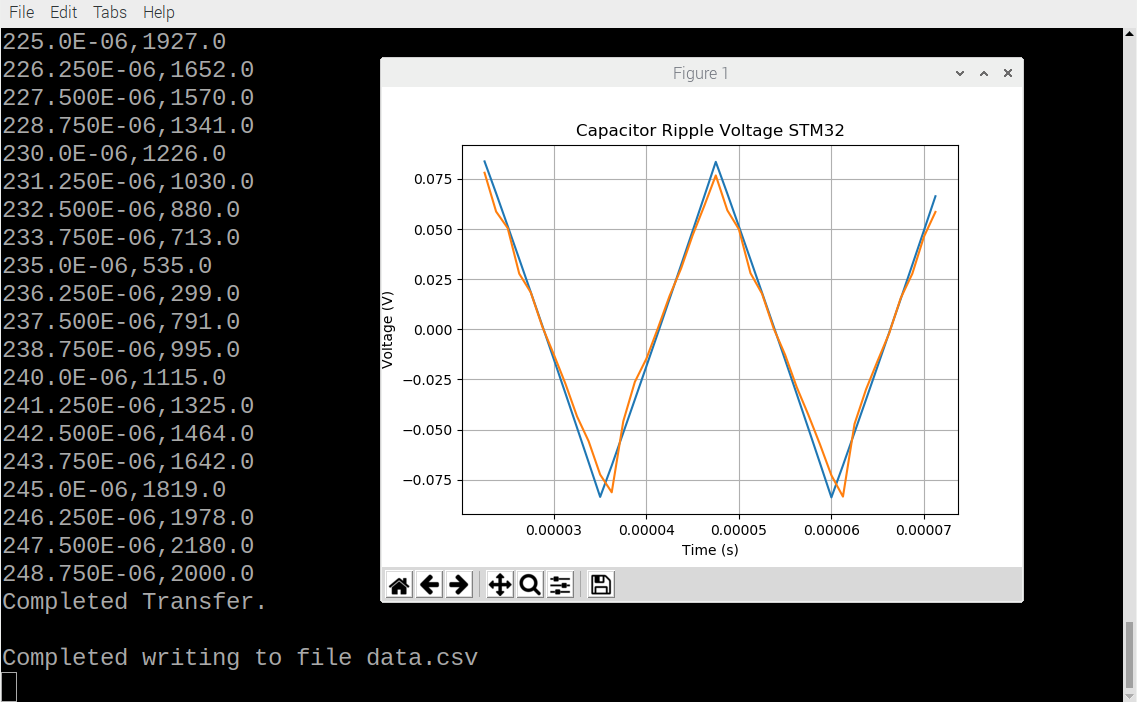 File Edit Tabs Help
225.0E-06,1927.0
226.250E-06,1652.0
227.500E-06,1570.0
228.750E-06,1341.0
230.0E-06,1226.0
231.250E-06,1030.0
232.500E-06,880.0
233.750E-06,713.0
235.0E-06,535.0
236.250E-06,299.0
237.500E-06,791.0
238.750E-06,995.0
240.0E-06,1115.0
241.250E-06,1325.0
242.500E-06,1464.0
243.750E-06,1642.0
245.0E-06,1819.0
246.250E-06,1978.0
247.500E-06,2180.0
248.750E-06,2000.0
Completed Transfer.
Completed writing to file data.csv
Figure 1
Capacitor Ripple Voltage STM32
Voltage (V)
0.075
0.050
0.025
0.000
−0.025
−0.050
−0.075
0.00003 0.00004 0.00005 0.00006 0.00007
Time (s)